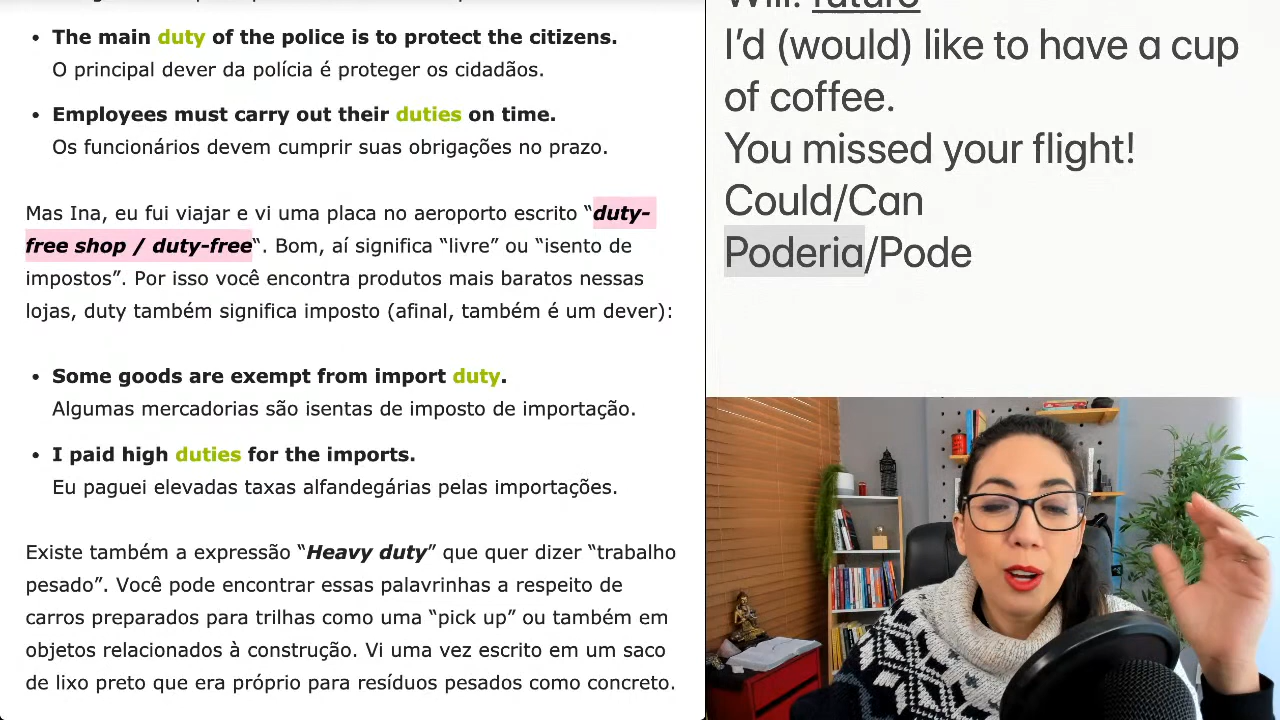 • The main duty of the police is to protect the citizens.
O principal dever da polícia é proteger os cidadãos.
• Employees must carry out their duties on time.
Os funcionários devem cumprir suas obrigações no prazo.
Mas Ina, eu fui viajar e vi uma placa no aeroporto escrito “duty-
free shop / duty-free“. Bom, aí significa “livre” ou “isento de
impostos”. Por isso você encontra produtos mais baratos nessas
lojas, duty também significa imposto (afinal, também é um dever):
• Some goods are exempt from import duty.
Algumas mercadorias são isentas de imposto de importação.
• I paid high duties for the imports.
Eu paguei elevadas taxas alfandegárias pelas importações.
Existe também a expressão “Heavy duty” que quer dizer “trabalho
pesado”. Você pode encontrar essas palavrinhas a respeito de
carros preparados para trilhas como uma “pick up” ou também em
objetos relacionados à construção. Vi uma vez escrito em um saco
de lixo preto que era próprio para resíduos pesados como concreto.
Will: futuro
I’d (would) like to have a cup
of coffee.
You missed your flight!
Could/Can
Poderia/Pode